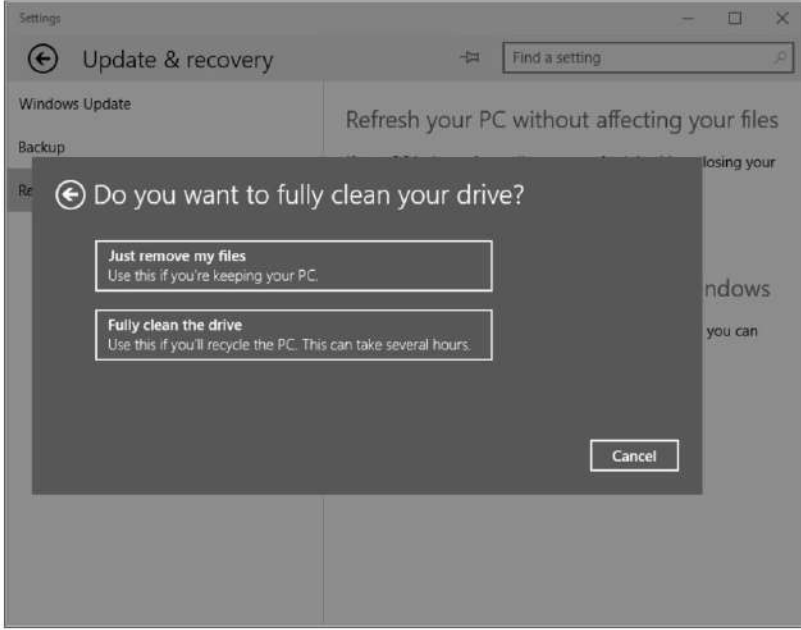 Settings
Update & recovery
Find a setting
Windows Update
Backup
Re
Refresh your PC without affecting your files
losing your
ndows
you can
Do you want to fully clean your drive?
Just remove my files
Use this if you're keeping your PC.
Fully clean the drive
Use this if you'll recycle the PC. This can take several hours.
Cancel